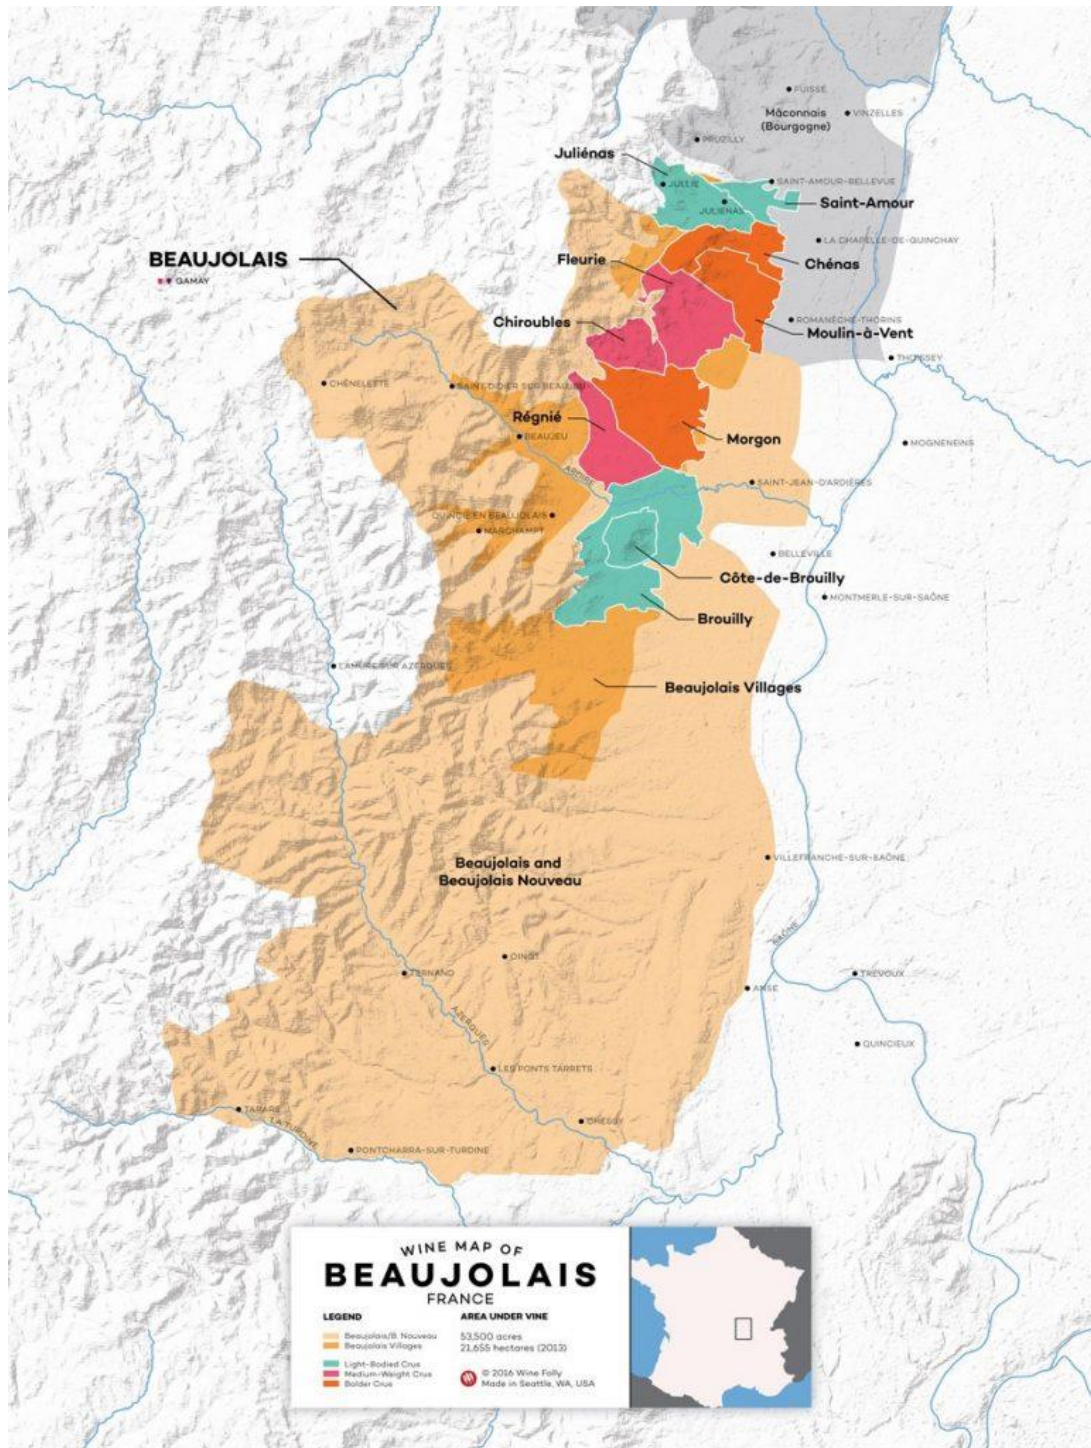 FUISSÉ
Mâconnais
(Bourgogne)
VINZELLES
PRUZILLY
Juliénas
JULLIÉ
SAINT-AMOUR-BELLEVUE
JULIÉNAS
Saint-Amour
LA CHAPELLE-DE-GUINCHAY
BEAUJOLAIS
GAMAY
Fleurie
Chénas
Chiroubles
ROMANÈCHE-THORINS
Moulin-à-Vent
THOISSEY
CHÉNELETTE
SAINT DIDIER SUR BEAUJEU
Régnié
BEAUJEU
Morgon
MOGNENEINS
ARDIRE
SAINT-JEAN-D'ARDIÈRES
QUINCIÉ EN BEAUJOLAIS
MARCHAMPT
BELLEVILLE
Côte-de-Brouilly
MONTMERLE-SUR-SAÔNE
Brouilly
LAMURE SUR AZERGUES
Beaujolais Villages
VILLEFRANCHE-SUR-SAÔNE
Beaujolais and
Beaujolais Nouveau
SAÔNE
OINGT
TERNAND
TREVOUX
ANSE
AZERGUES
QUINCIEUX
LES PONTS TARRETS
TARARE
LA TURDINE
CHESSY
PONTCHARRA-SUR-TURDINE
WINE MAP OF
BEAUJOLAIS
FRANCE
LEGEND
Beaujolais/B. Nouveau
Beaujolais Villages
Light-Bodied Crus
Medium-Weight Crus
Bolder Crus
AREA UNDER VINE
53,500 acres
21,655 hectares (2013)
© 2016 Wine Folly
Made in Seattle, WA, USA